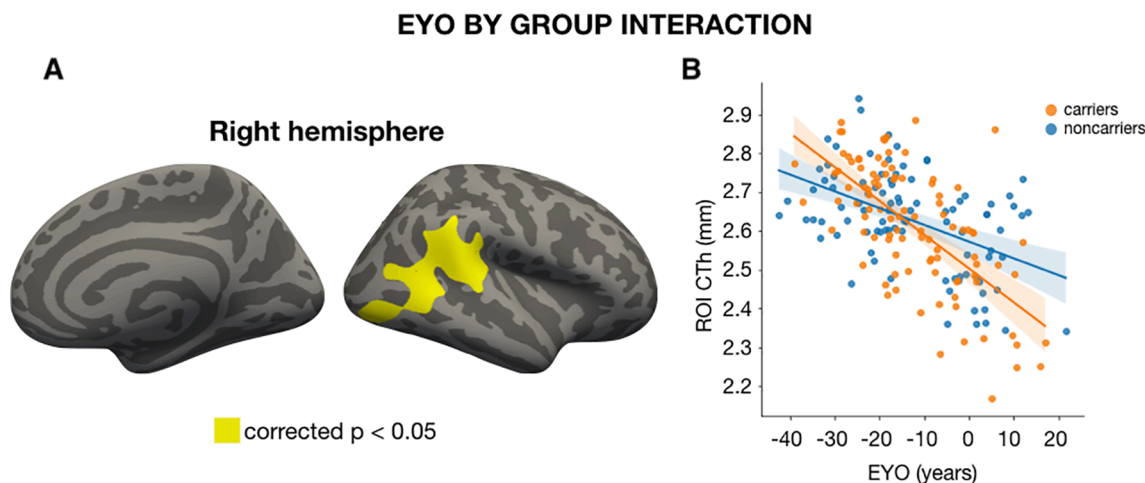 EYO BY GROUP INTERACTION
A
Right hemisphere
corrected p < 0.05
B
carriers
noncarriers
ROI CTh (mm)
2.9
2.8
2.7
2.6
2.5
2.4
2.3
2.2
-40 -30 -20 -10 0 10 20
EYO (years)